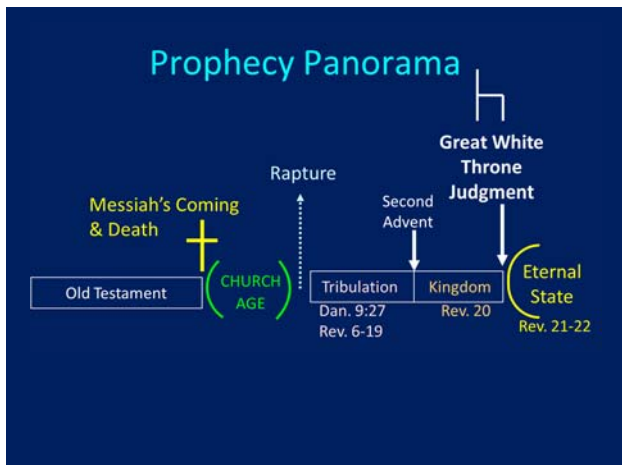 Prophecy Panorama
Great White
Throne
Judgment
Rapture
Messiah's Coming
& Death
Second
Advent
Old Testament
CHURCH
AGE
Tribulation
Kingdom
Eternal
State
Dan. 9:27
Rev. 6-19
Rev. 20
Rev. 21-22